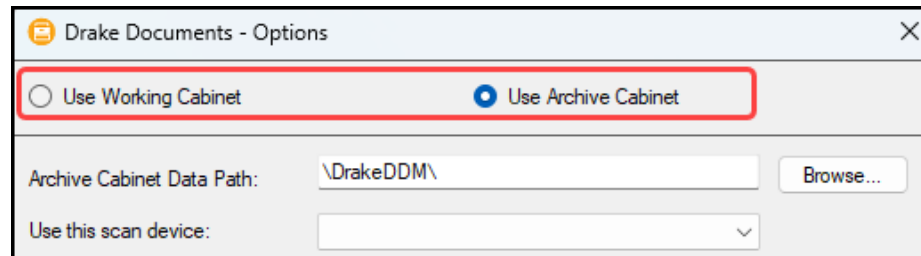 Drake Documents - Options
Use Working Cabinet Use Archive Cabinet
Archive Cabinet Data Path: \DrakeDDM\ Browse...
Use this scan device: